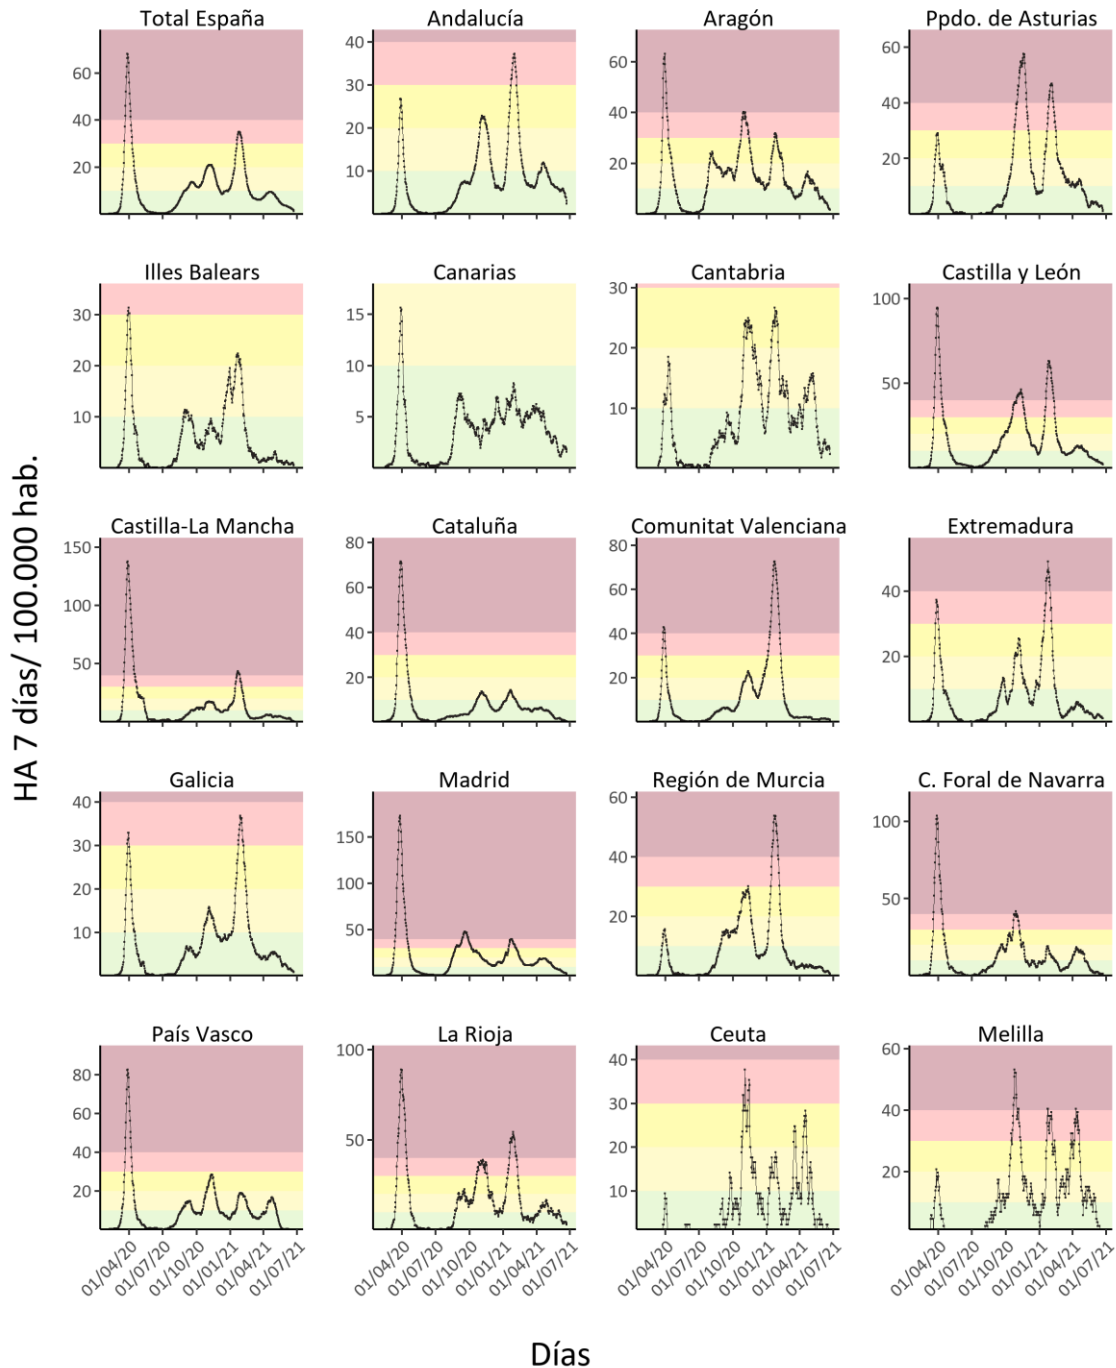 Total España Andalucía Aragón Ppdo. de Asturias
60 40 60 60
40 30 40 40
20 20 20 20
10
Illes Balears Canarias Cantabria Castilla y León
30 15 30 100
20 10 20 50
10 5 10
Castilla-La Mancha Cataluña Comunitat Valenciana Extremadura
150 80 80 40
100 60 60 20
50 40 40
20 20
HA 7 días/ 100.000 hab.
Galicia Madrid Región de Murcia C. Foral de Navarra
40 150 60 100
30 100 40 50
20 50 20
10
País Vasco La Rioja Ceuta Melilla
80 100 40 60
60 50 30 40
40 20 20
20 10
01/04/20 01/07/20 01/10/20 01/01/21 01/04/21 01/07/21 01/04/20 01/07/20 01/10/20 01/01/21 01/04/21 01/07/21 01/04/20 01/07/20 01/10/20 01/01/21 01/04/21 01/07/21 01/04/20 01/07/20 01/10/20 01/01/21 01/04/21 01/07/21
Días